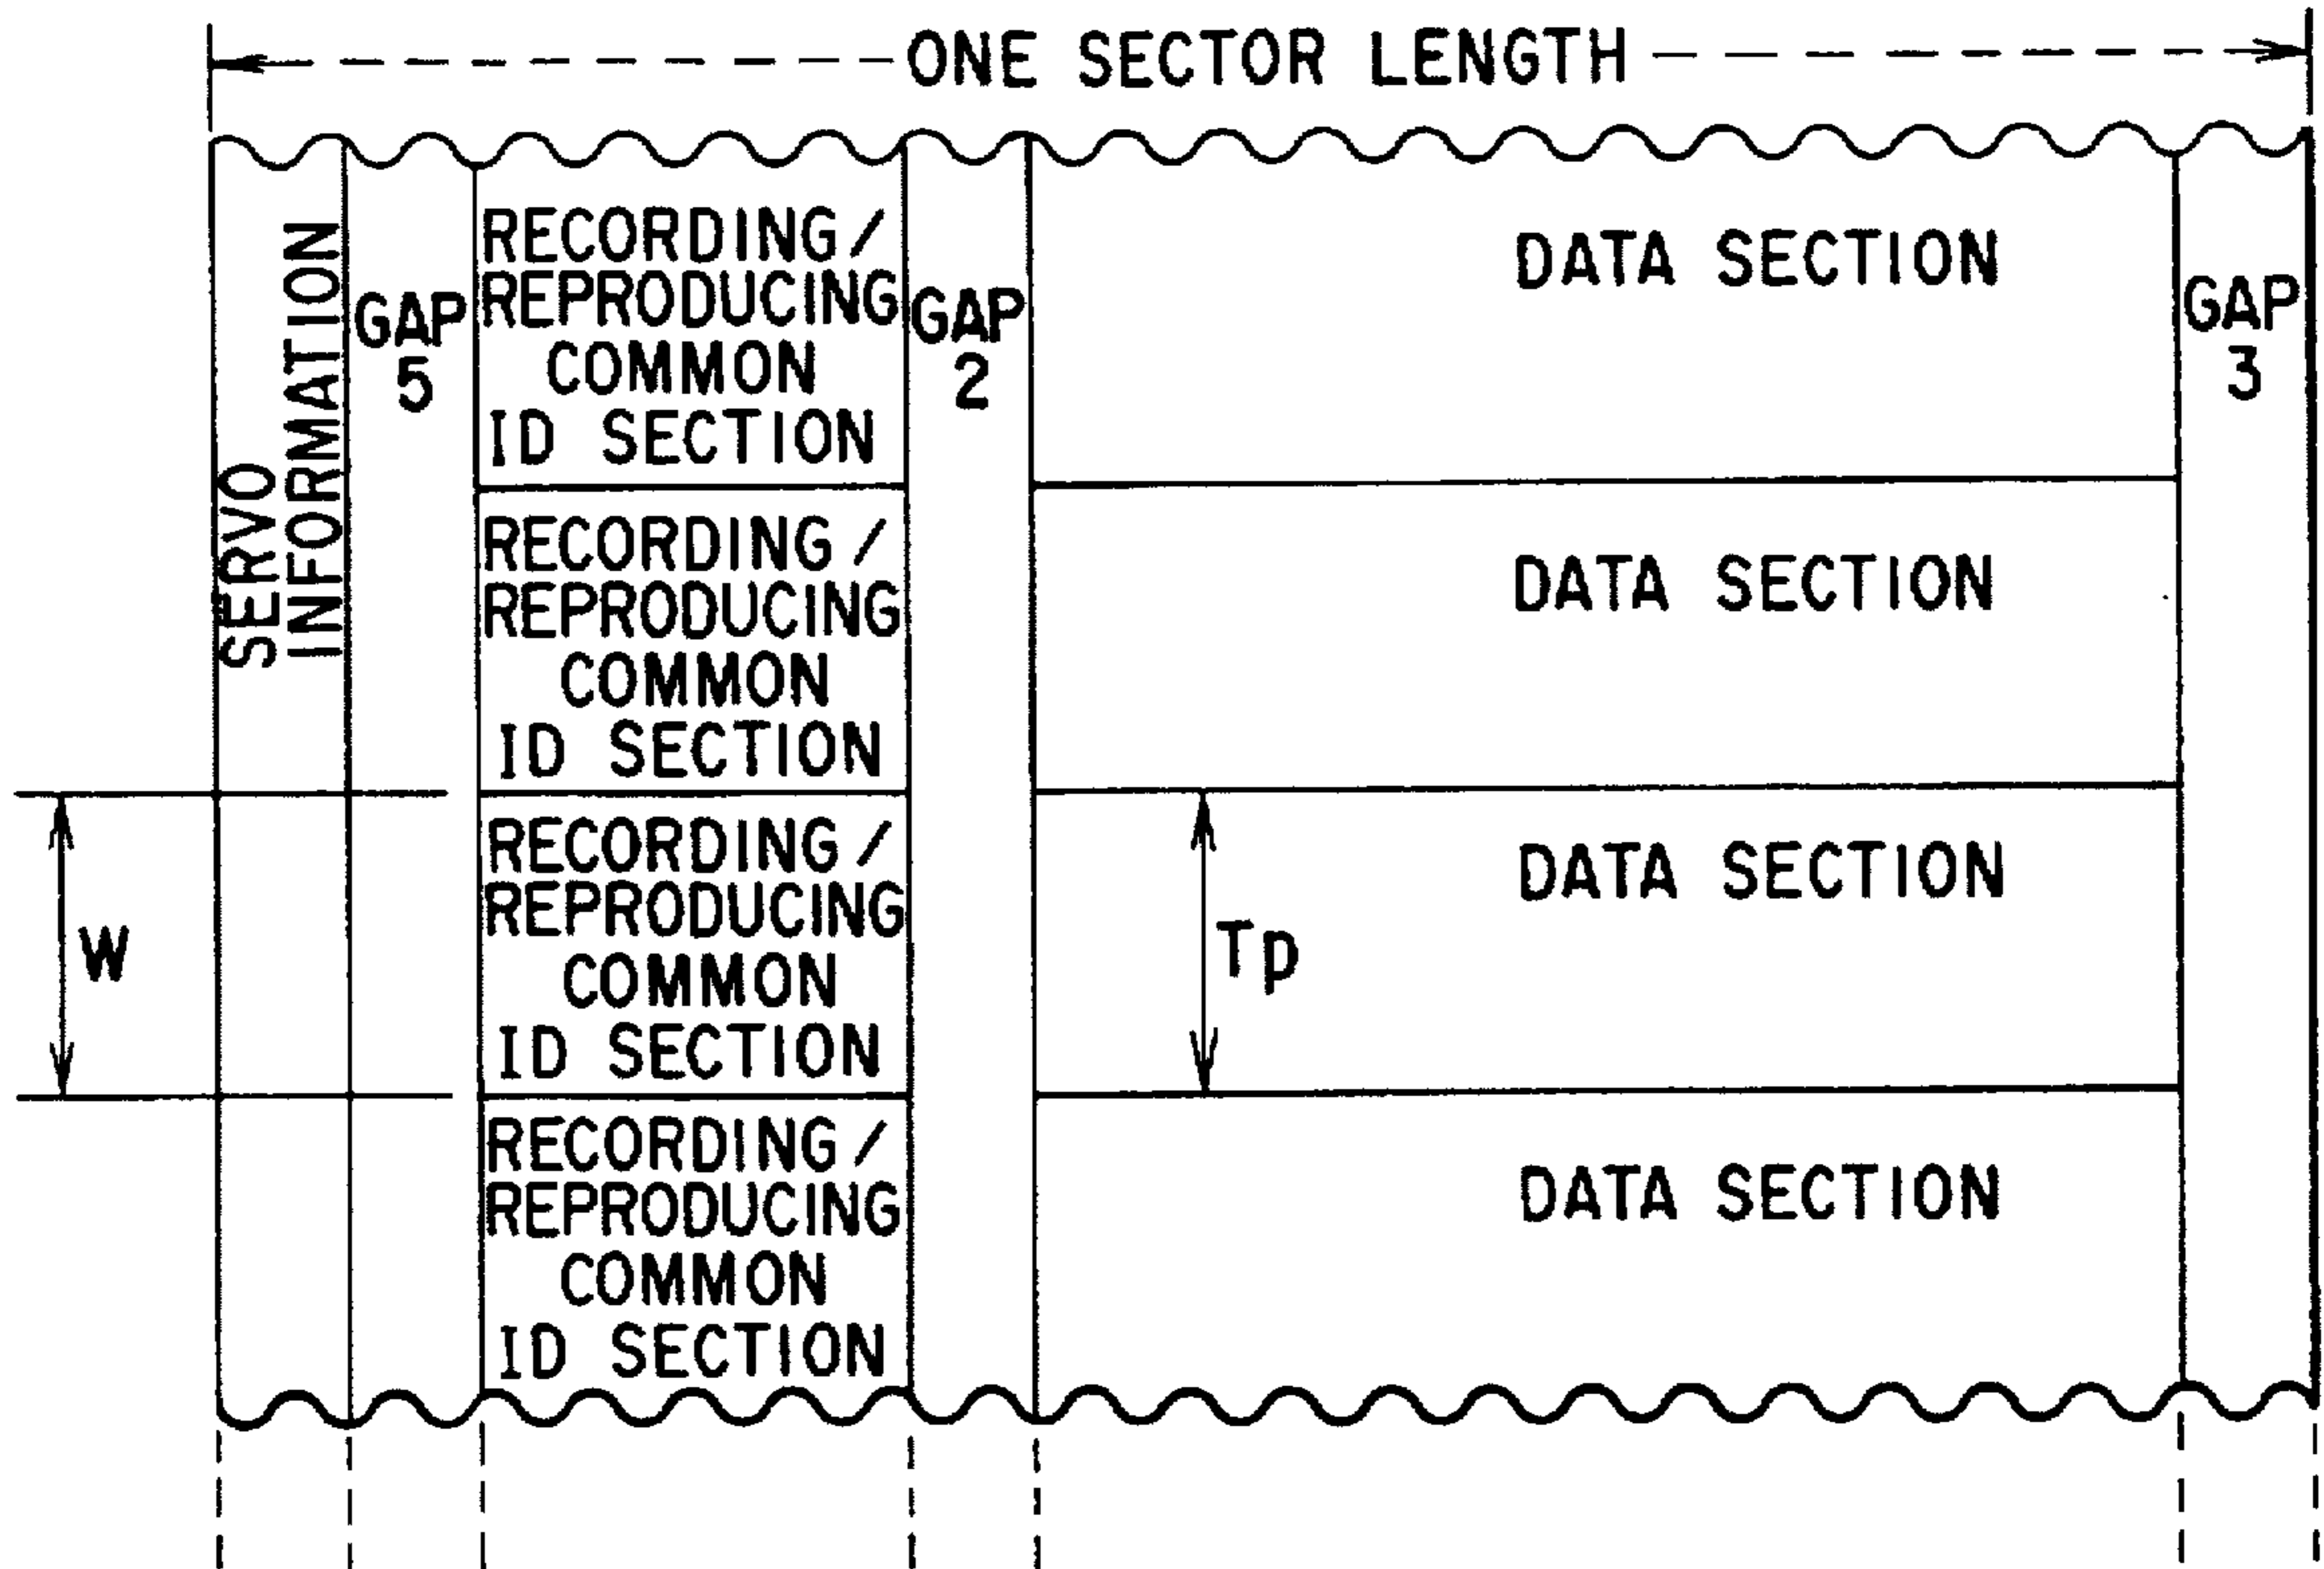 ONE SECTOR LENGTH
SERVO
INFORMATION
GAP
5
RECORDING/
REPRODUCING
COMMON
ID SECTION
GAP
2
DATA SECTION
GAP
3
RECORDING/
REPRODUCING
COMMON
ID SECTION
DATA SECTION
W
RECORDING/
REPRODUCING
COMMON
ID SECTION
Tp
DATA SECTION
RECORDING/
REPRODUCING
COMMON
ID SECTION
DATA SECTION